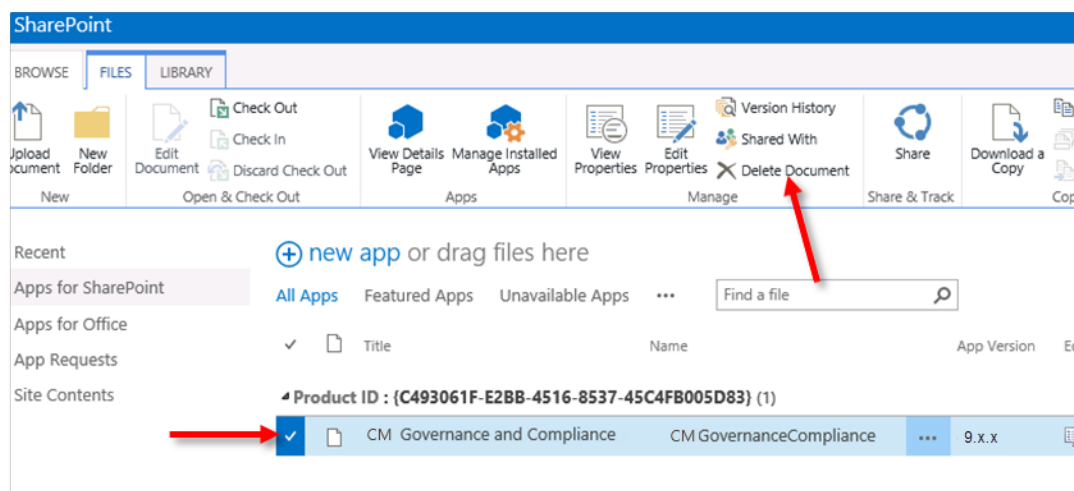 SharePoint
BROWSE FILES LIBRARY
Upload Document
New Folder
New
Edit Document
Check Out
Check In
Discard Check Out
Open & Check Out
View Details Page
Manage Installed Apps
Apps
View Properties
Edit Properties
Version History
Shared With
Delete Document
Manage
Share
Share & Track
Download a Copy
Recent
Apps for SharePoint
Apps for Office
App Requests
Site Contents
new app or drag files here
All Apps Featured Apps Unavailable Apps •••
Find a file
Title Name App Version
Product ID : {C493061F-E2BB-4516-8537-45C4FB005D83} (1)
CM Governance and Compliance CM GovernanceCompliance ••• 9.x.x